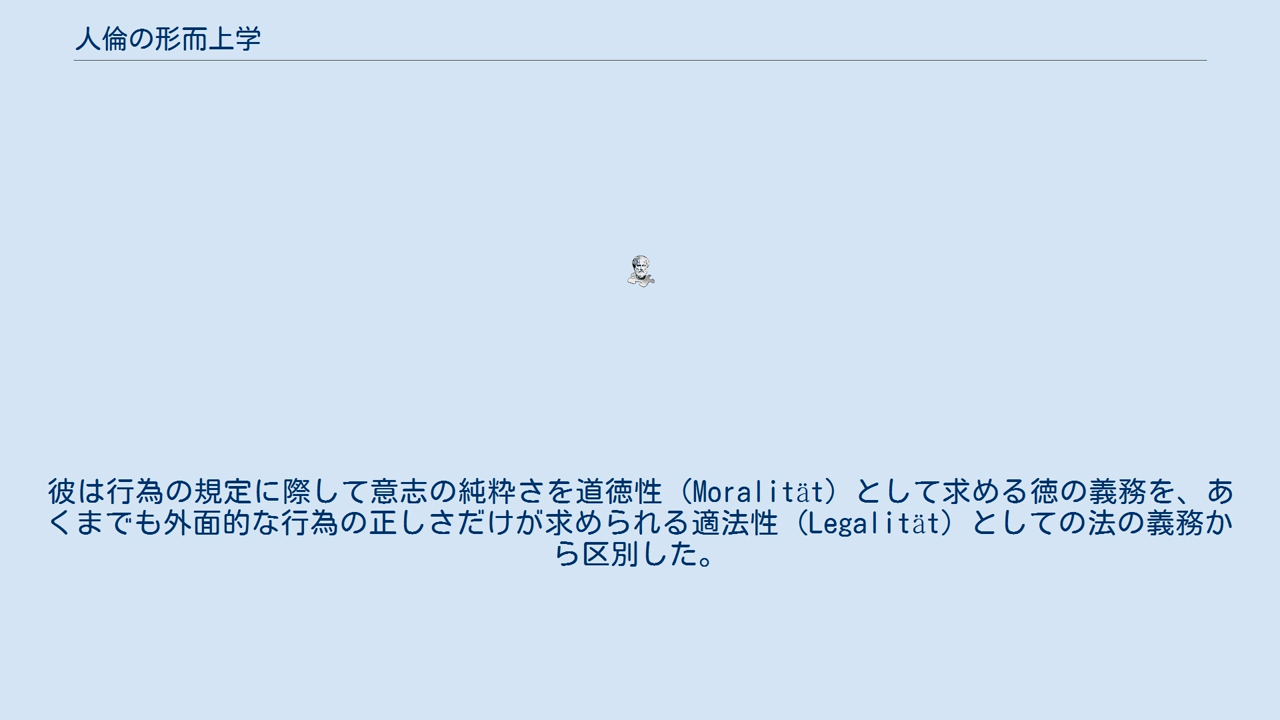 人倫の形而上学
彼は行為の規定に際して意志の純粋さを道徳性（Moralität）として求める徳の義務を、あ
くまでも外面的な行為の正しさだけが求められる適法性（Legalität）としての法の義務か
ら区別した。